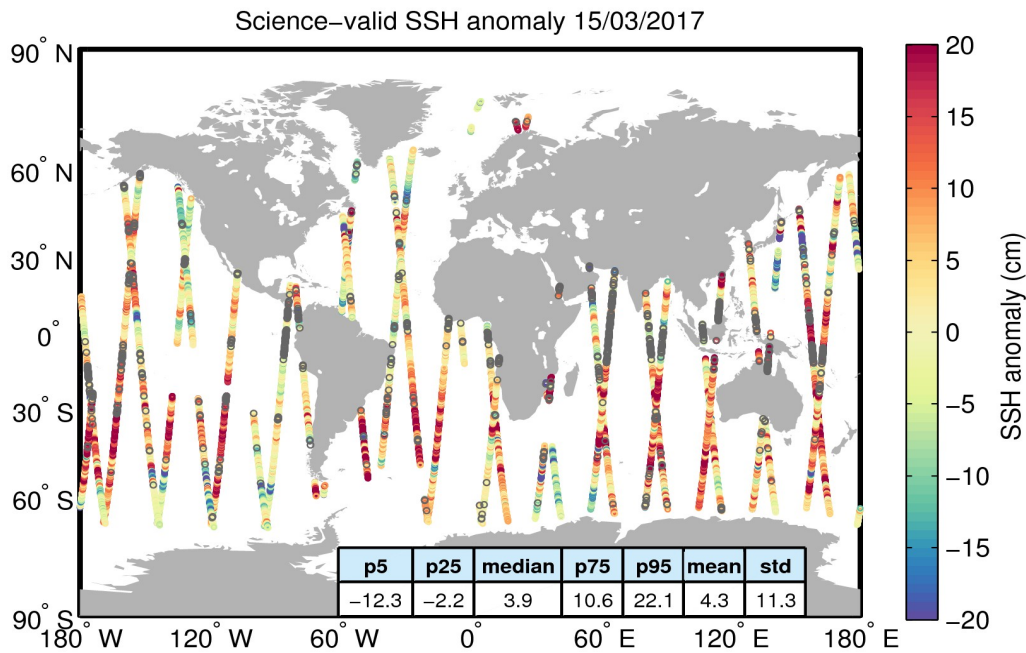 Science−valid SSH anomaly 15/03/2017
90° N
60° N
30° N
0°
30° S
60° S
90° S
180° W
120° W
60° W
0°
60° E
120° E
180° E
p5 p25 median p75 p95 mean std
−12.3 −2.2 3.9 10.6 22.1 4.3 11.3
20
15
10
5
0
−5
−10
−15
−20
SSH anomaly (cm)